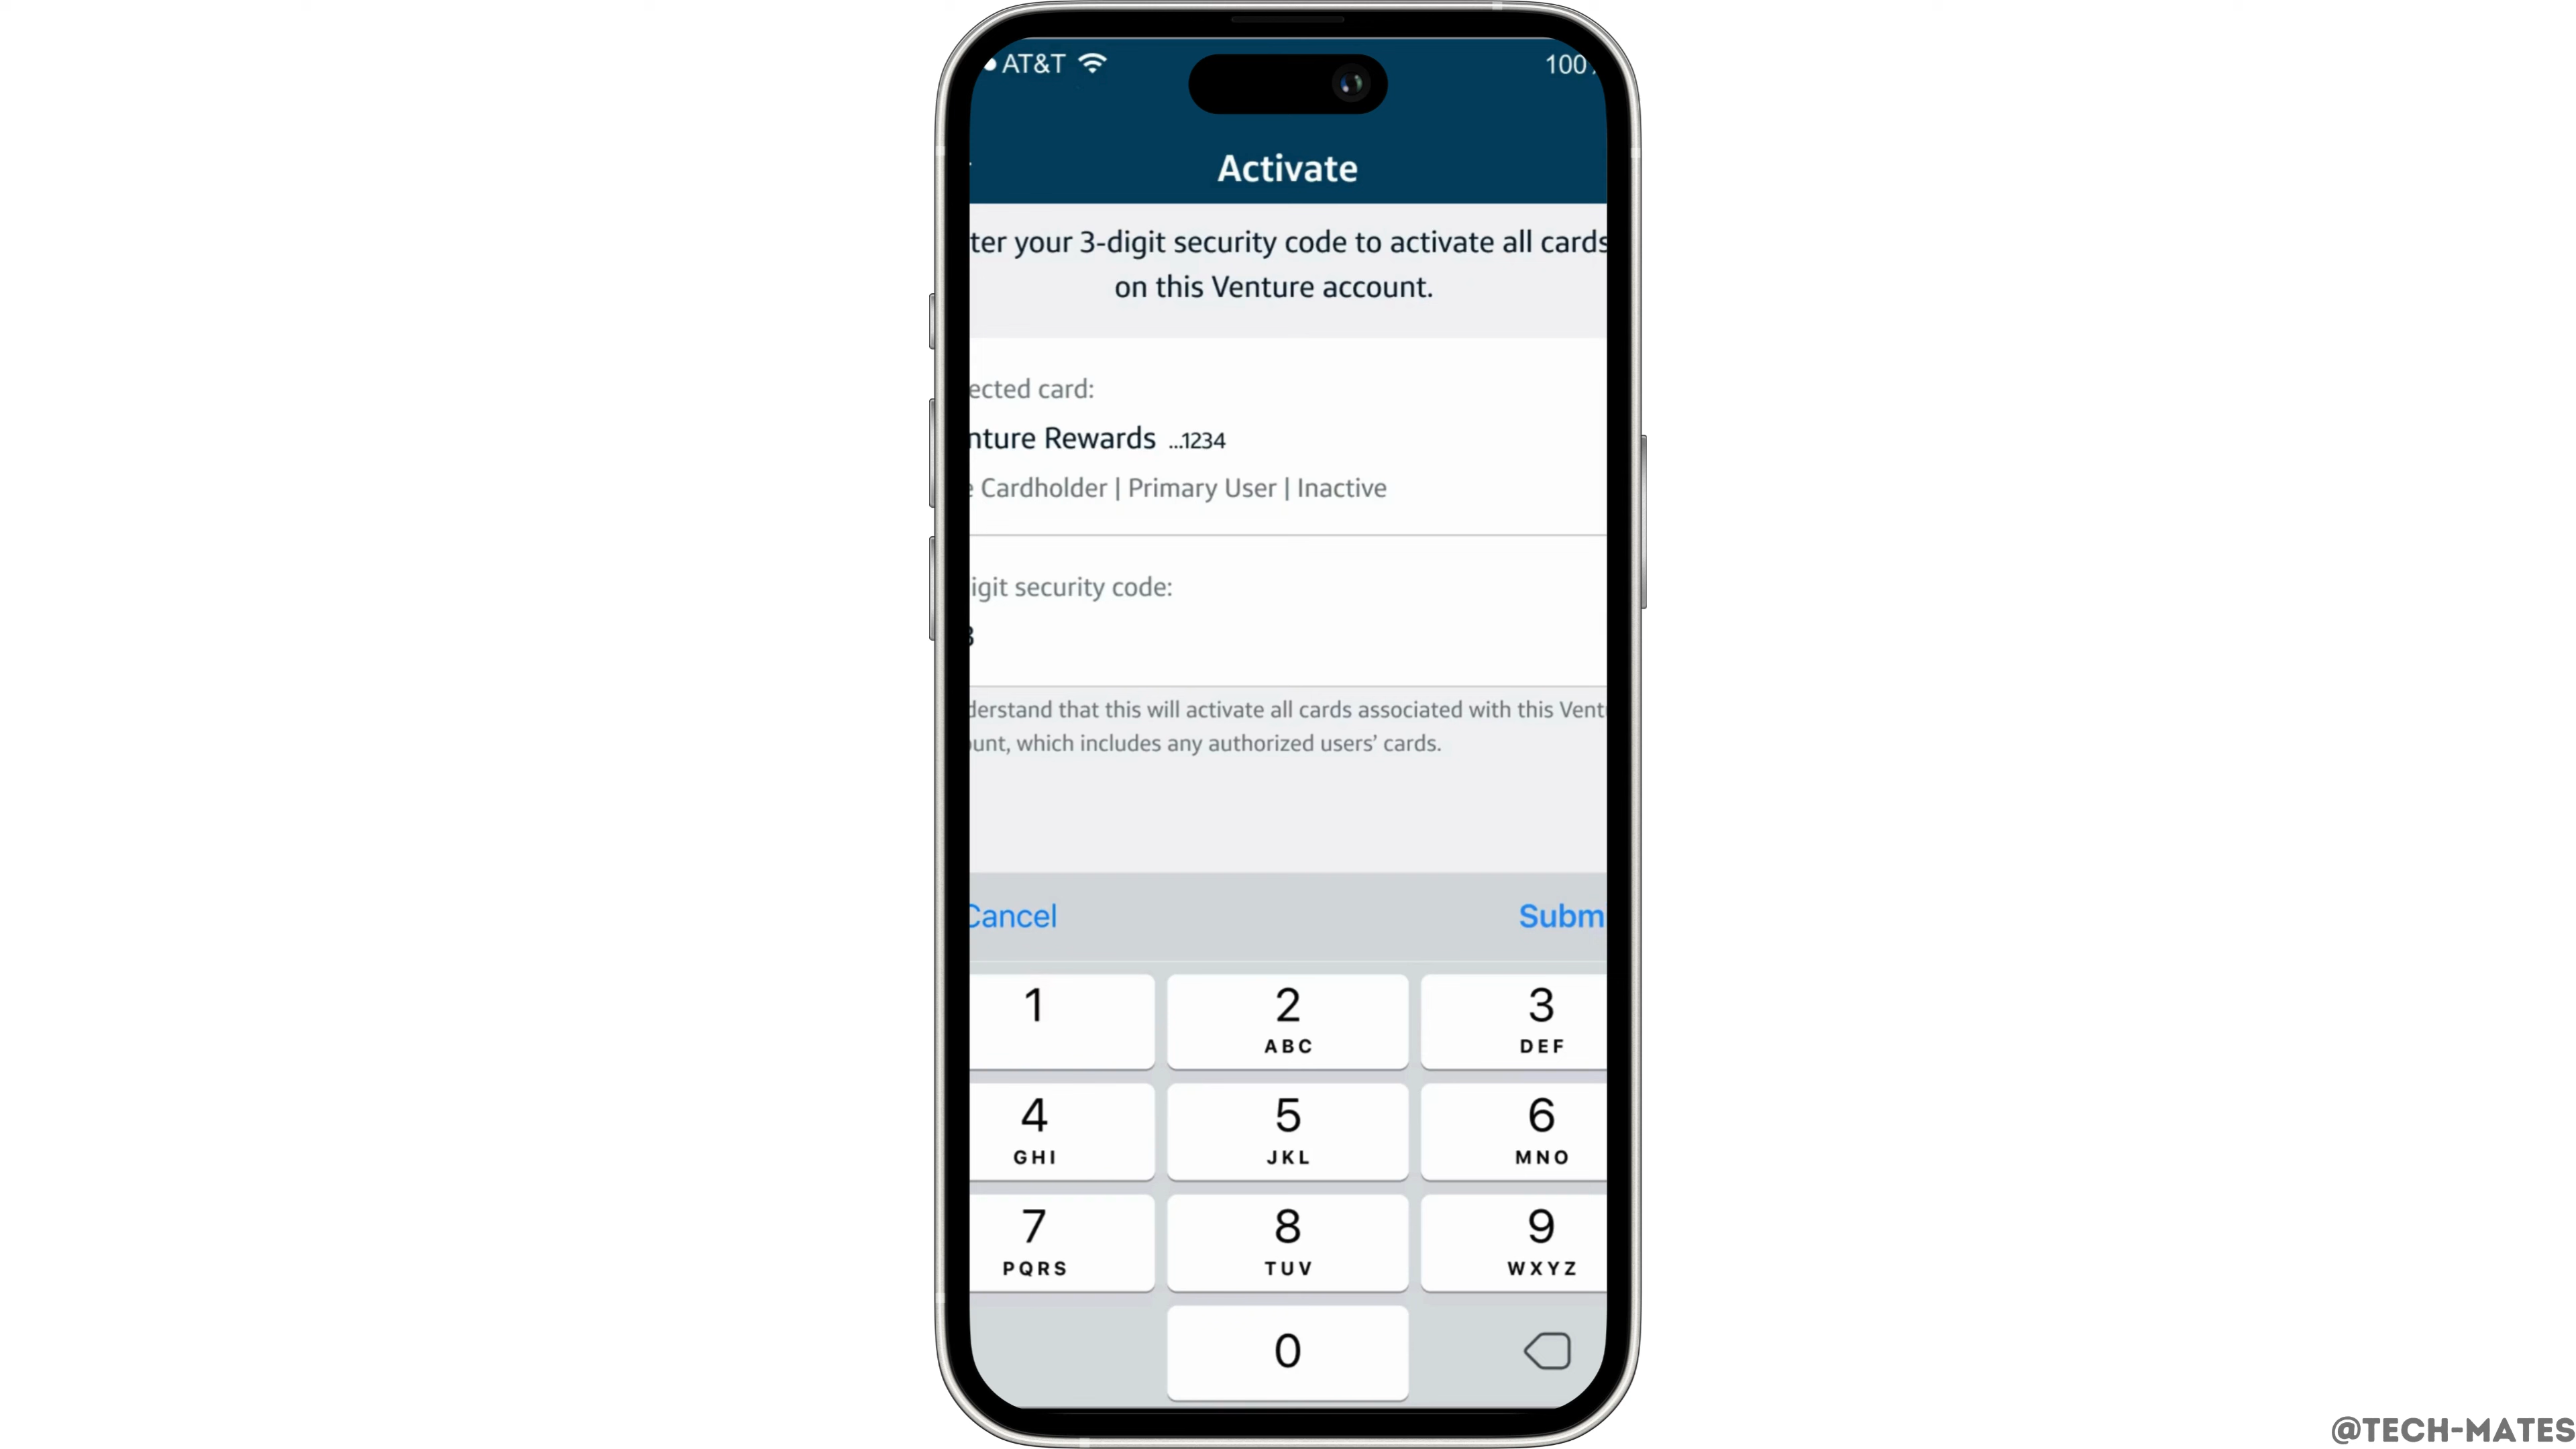 AT&T 100
Activate
ter your 3-digit security code to activate all cards
on this Venture account.
ected card:
nture Rewards ...1234
Cardholder | Primary User | Inactive
igit security code:
3
derstand that this will activate all cards associated with this Vent
unt, which includes any authorized users' cards.
Cancel Subm
1 2 3
ABC DEF
4 5 6
GHI JKL MNO
7 8 9
PQRS TUV WXYZ
0
@TECH-MATES